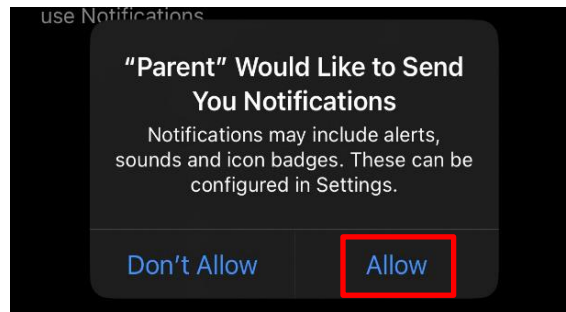 use Notifications
“Parent” Would Like to Send
You Notifications
Notifications may include alerts,
sounds and icon badges. These can be
configured in Settings.
Don’t Allow
Allow